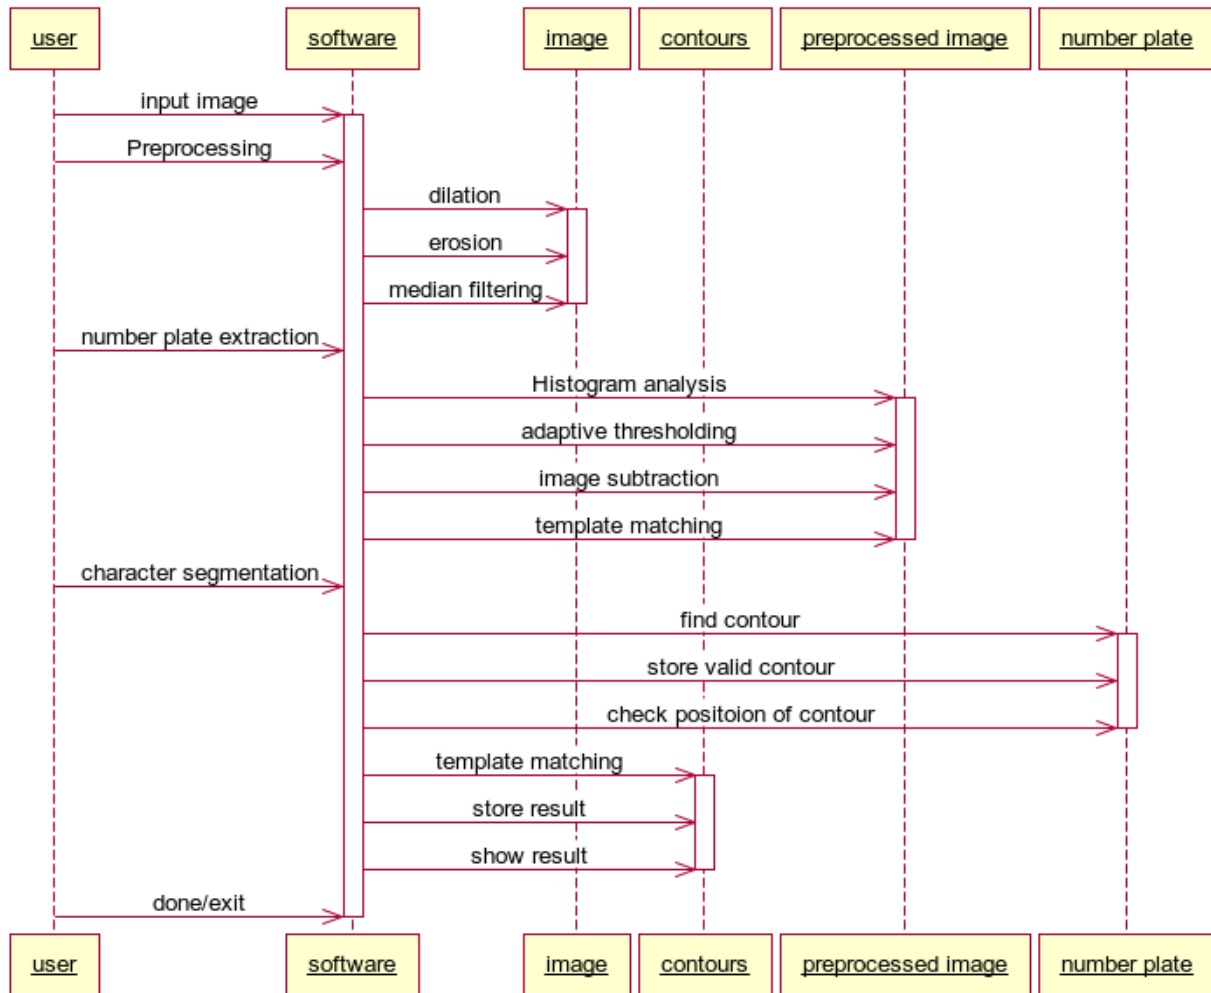 user software image contours preprocessed image number plate
input image
Preprocessing
dilation
erosion
median filtering
number plate extraction
Histogram analysis
adaptive thresholding
image subtraction
template matching
character segmentation
find contour
store valid contour
check positoion of contour
template matching
store result
show result
done/exit
user software image contours preprocessed image number plate